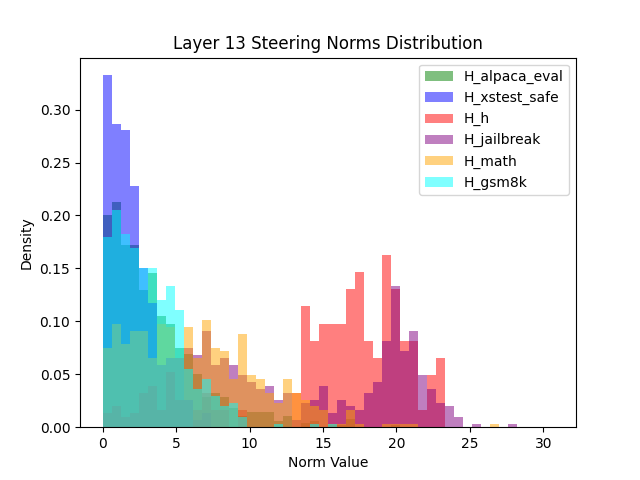 Layer 13 Steering Norms Distribution
H_alpaca_eval
H_xstest_safe
H_h
H_jailbreak
H_math
H_gsm8k
Density
0.30
0.25
0.20
0.15
0.10
0.05
0.00
0 5 10 15 20 25 30
Norm Value